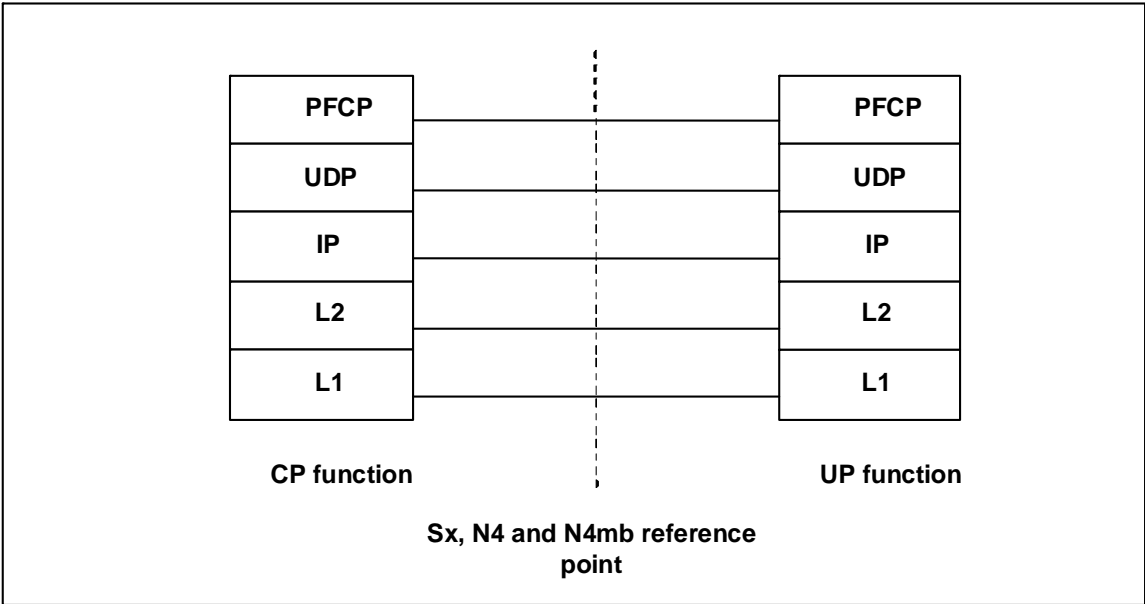 PFCP
PFCP
UDP
UDP
IP
IP
L2
L2
L1
L1
CP function
UP function
Sx, N4 and N4mb reference
point